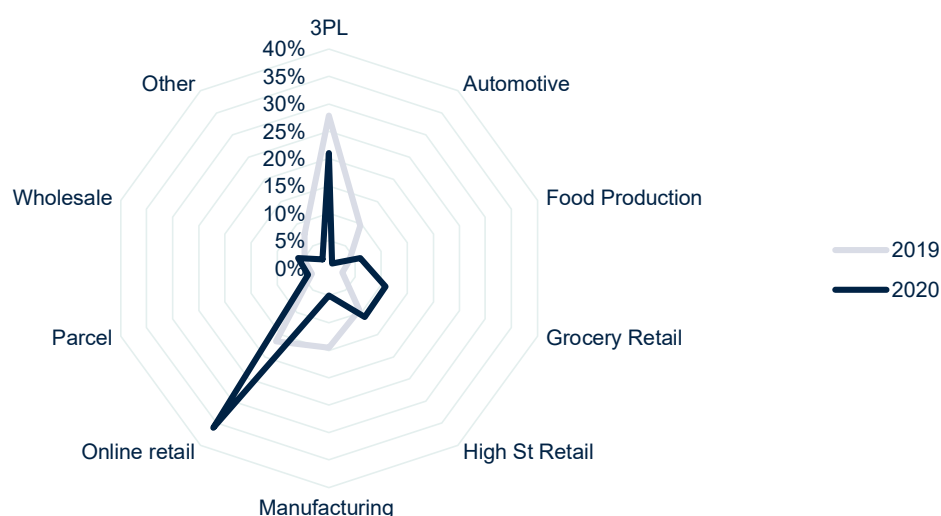 3PL
40%
35%
30%
25%
20%
15%
10%
5%
0%
Automotive
Food Production
Grocery Retail
High St Retail
Manufacturing
Online retail
Parcel
Wholesale
Other
2019
2020